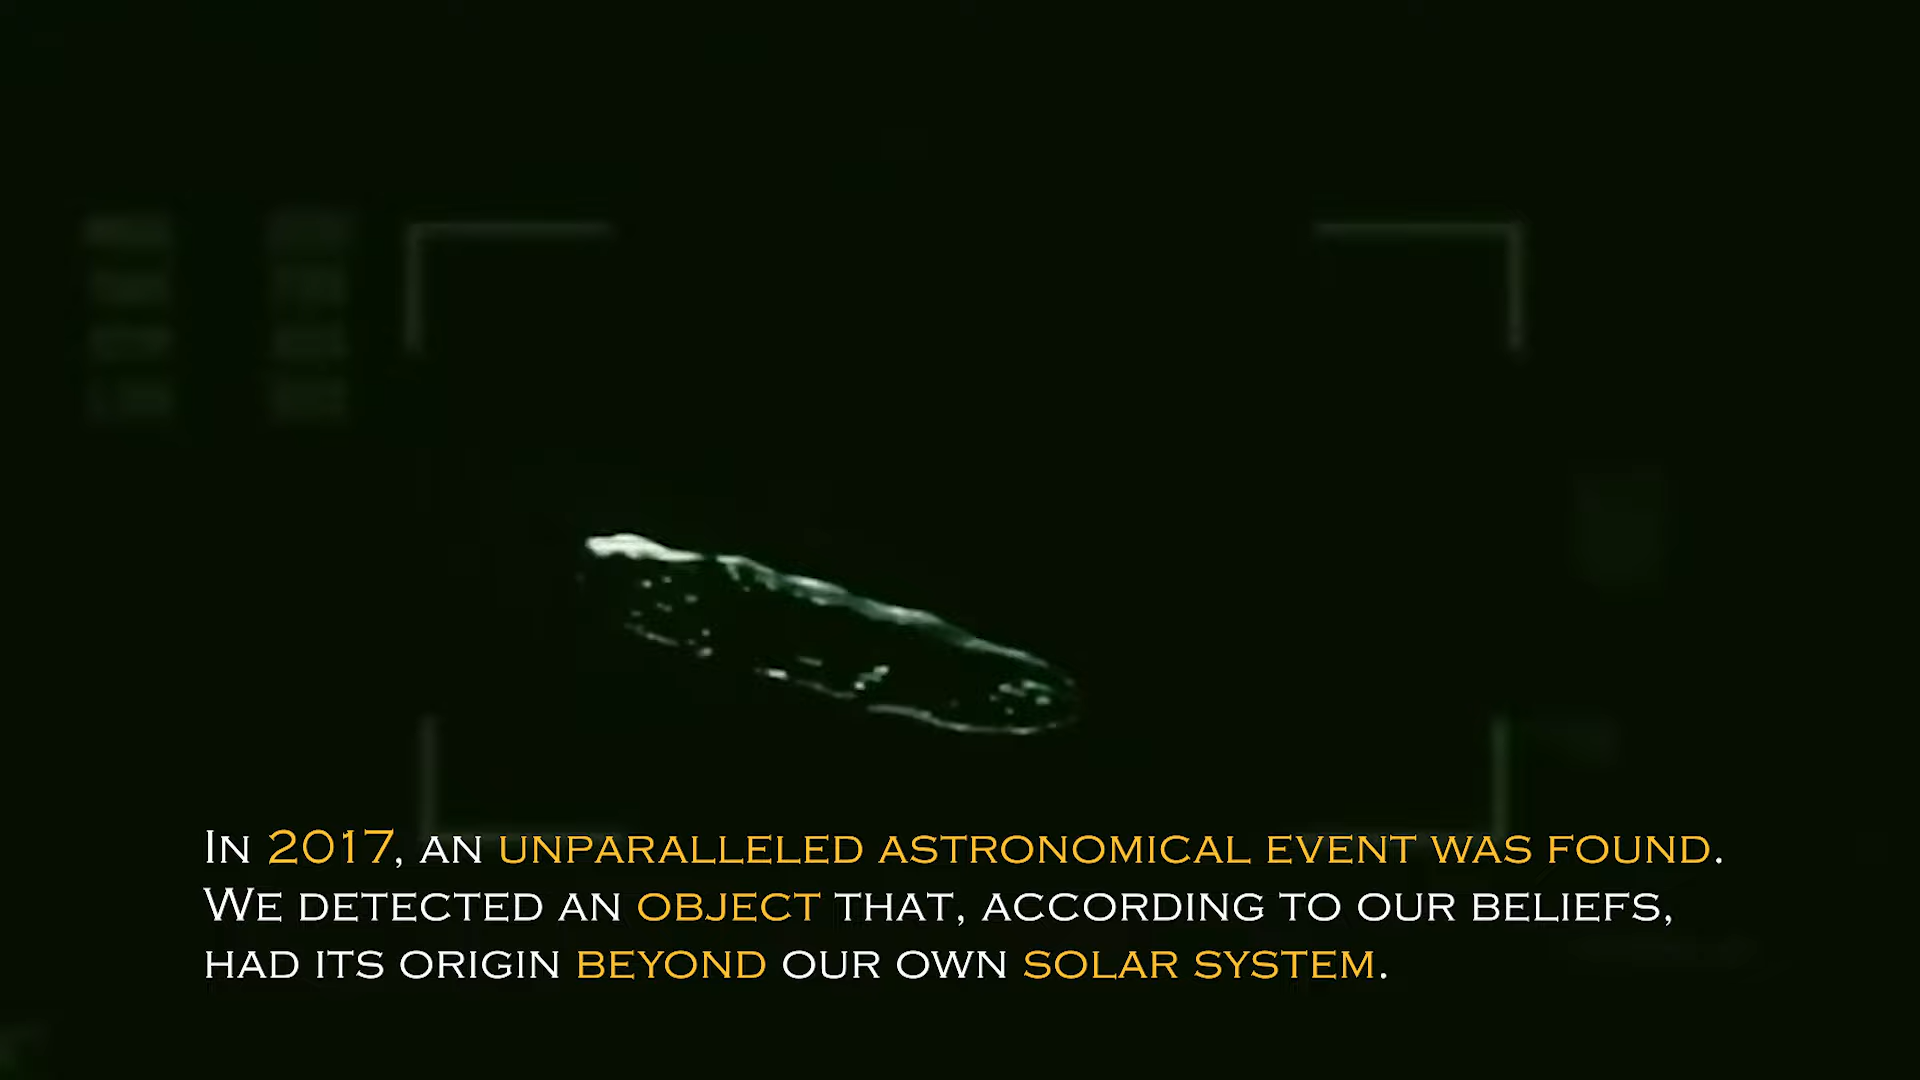 In 2017, an unparalleled astronomical event was found.
We detected an object that, according to our beliefs,
had its origin beyond our own solar system.